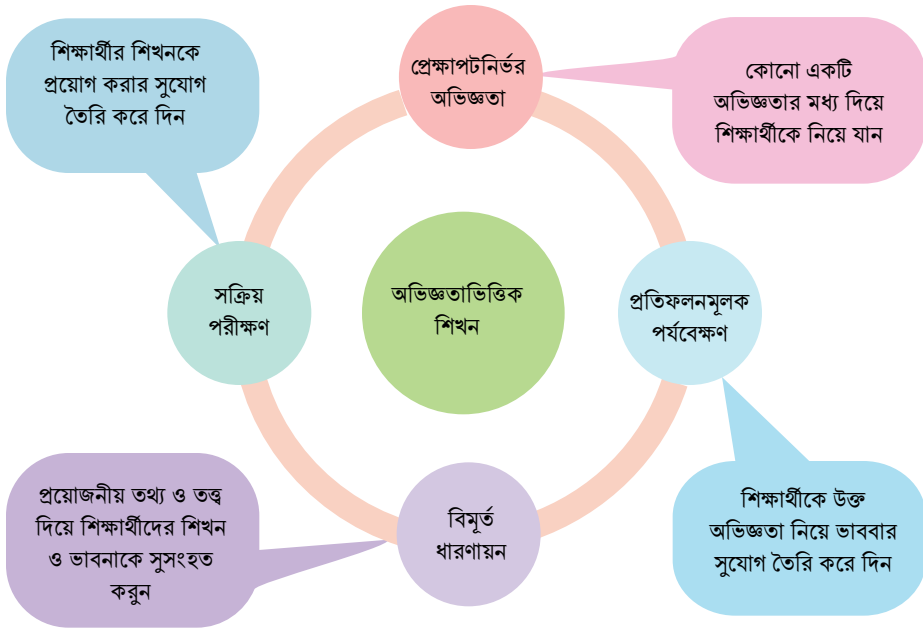 শিক্ষার্থীর শিখনকে
প্রয়োগ করার সুযোগ
তৈরি করে দিন
প্রেক্ষাপটনির্ভর
অভিজ্ঞতা
কোনো একটি
অভিজ্ঞতার মধ্য দিয়ে
শিক্ষার্থীকে নিয়ে যান
সক্রিয়
পরীক্ষণ
অভিজ্ঞতাভিত্তিক
শিখন
প্রতিফলনমূলক
পর্যবেক্ষণ
প্রয়োজনীয় তথ্য ও তত্ত্ব
দিয়ে শিক্ষার্থীদের শিখন
ও ভাবনাকে সুসংহত
করুন
বিমূর্ত
ধারণায়ন
শিক্ষার্থীকে উক্ত
অভিজ্ঞতা নিয়ে ভাববার
সুযোগ তৈরি করে দিন